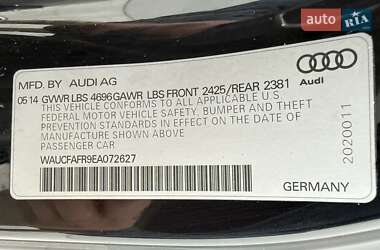 auto RIA
MFD. BY AUDI AG
05 14 GVWR LBS 4696 GAWR LBS FRONT 2425/REAR 2381
Audi
THIS VEHICLE CONFORMS TO ALL APPLICABLE U.S.
FEDERAL MOTOR VEHICLE SAFETY, BUMPER AND THEFT
PREVENTION STANDARDS IN EFFECT ON THE DATE OF
MANUFACTURE SHOWN ABOVE.
PASSENGER CAR
WAUCFAFR9EA072627
GERMANY
2020011